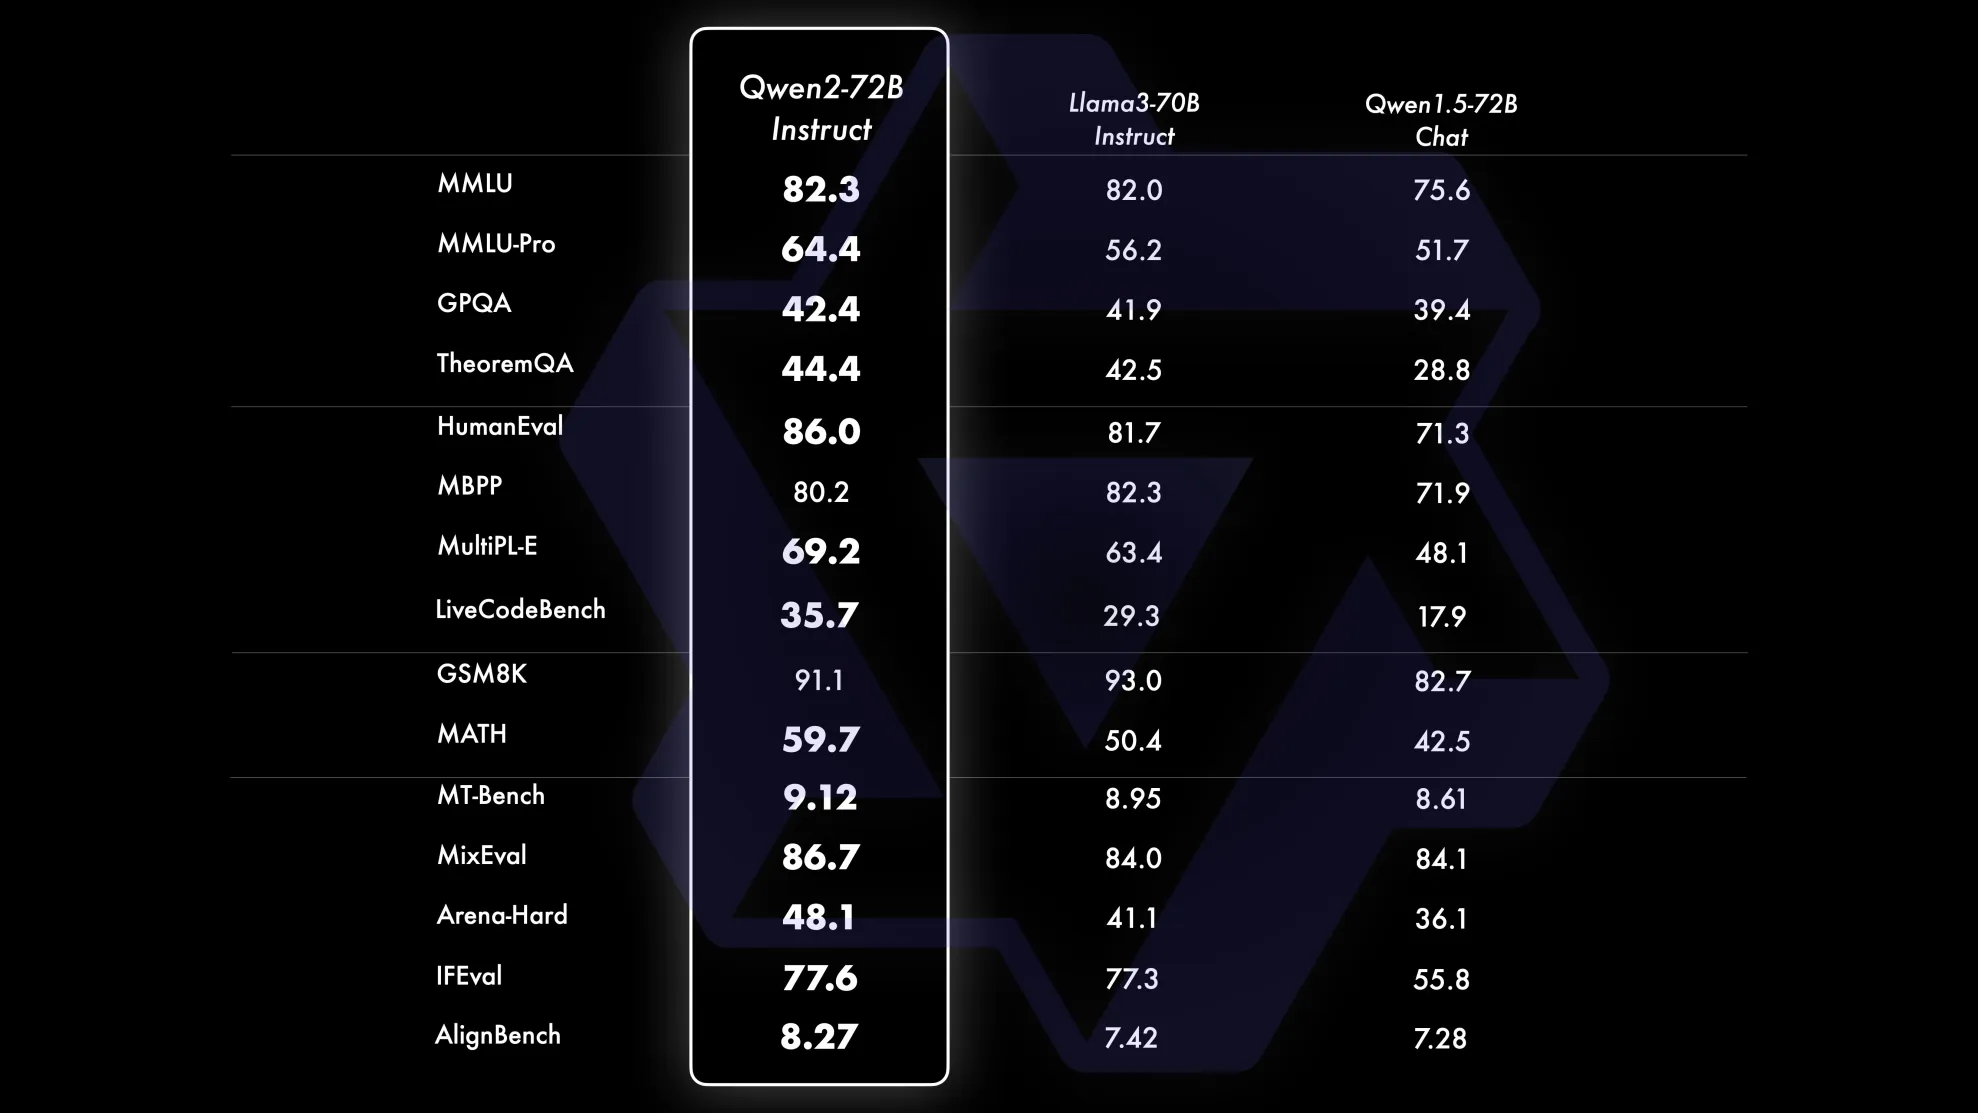 Qwen2-72B
Instruct
Llama3-70B
Instruct
Qwen1.5-72B
Chat
MMLU 82.3 82.0 75.6
MMLU-Pro 64.4 56.2 51.7
GPQA 42.4 41.9 39.4
TheoremQA 44.4 42.5 28.8
HumanEval 86.0 81.7 71.3
MBPP 80.2 82.3 71.9
MultiPL-E 69.2 63.4 48.1
LiveCodeBench 35.7 29.3 17.9
GSM8K 91.1 93.0 82.7
MATH 59.7 50.4 42.5
MT-Bench 9.12 8.95 8.61
MixEval 86.7 84.0 84.1
Arena-Hard 48.1 41.1 36.1
IFEval 77.6 77.3 55.8
AlignBench 8.27 7.42 7.28